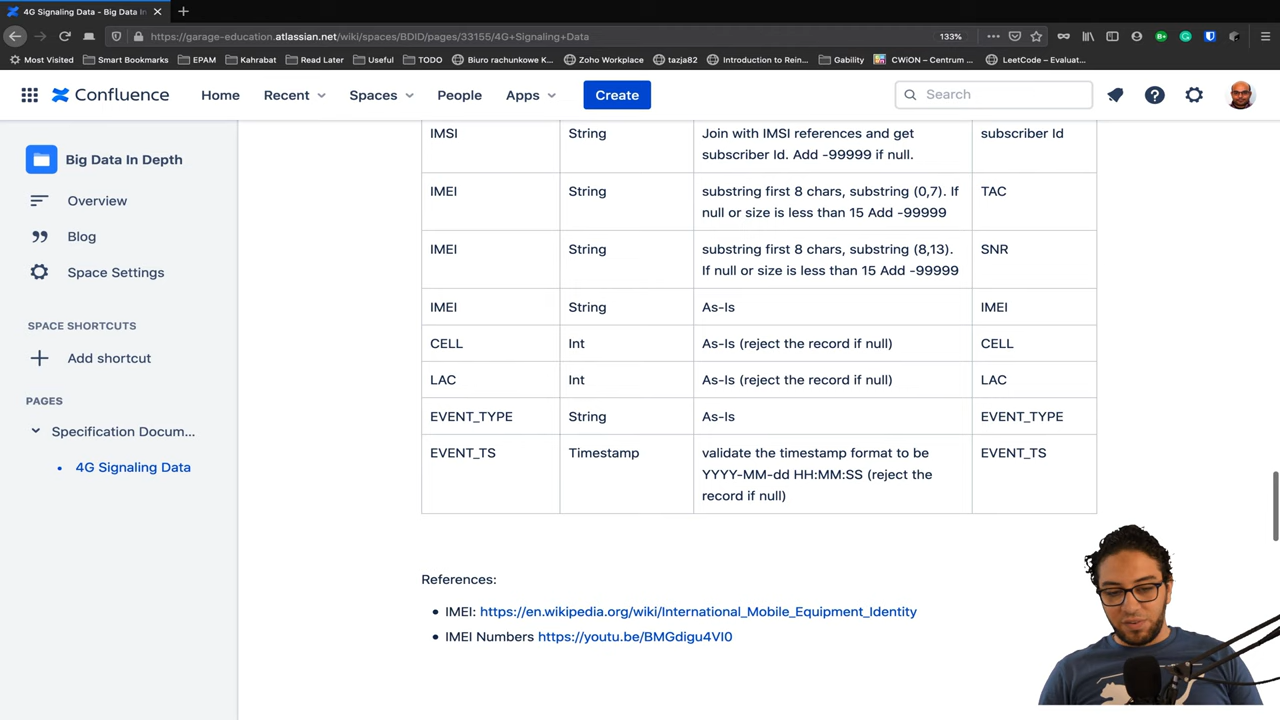 4G Signaling Data - Big Data In
https://garage-education.atlassian.net/wiki/spaces/BDID/pages/33155/4G+Signaling+Data
133%
Most Visited Smart Bookmarks EPAM Kahrabat Read Later Useful TODO Biuro rachunkowe K... Zoho Workplace tazja82 Introduction to Rein... Gability CWiON – Centrum ... LeetCode – Evaluat...
Confluence Home Recent Spaces People Apps Create Search
Big Data In Depth
Overview
Blog
Space Settings
SPACE SHORTCUTS
Add shortcut
PAGES
Specification Docum...
4G Signaling Data
IMSI String Join with IMSI references and get subscriber Id
subscriber Id. Add -99999 if null.
IMEI String substring first 8 chars, substring (0,7). If TAC
null or size is less than 15 Add -99999
IMEI String substring first 8 chars, substring (8,13). SNR
If null or size is less than 15 Add -99999
IMEI String As-Is IMEI
CELL Int As-Is (reject the record if null) CELL
LAC Int As-Is (reject the record if null) LAC
EVENT_TYPE String As-Is EVENT_TYPE
EVENT_TS Timestamp validate the timestamp format to be EVENT_TS
YYYY-MM-dd HH:MM:SS (reject the
record if null)
References:
IMEI: https://en.wikipedia.org/wiki/International_Mobile_Equipment_Identity
IMEI Numbers https://youtu.be/BMGdigu4VI0